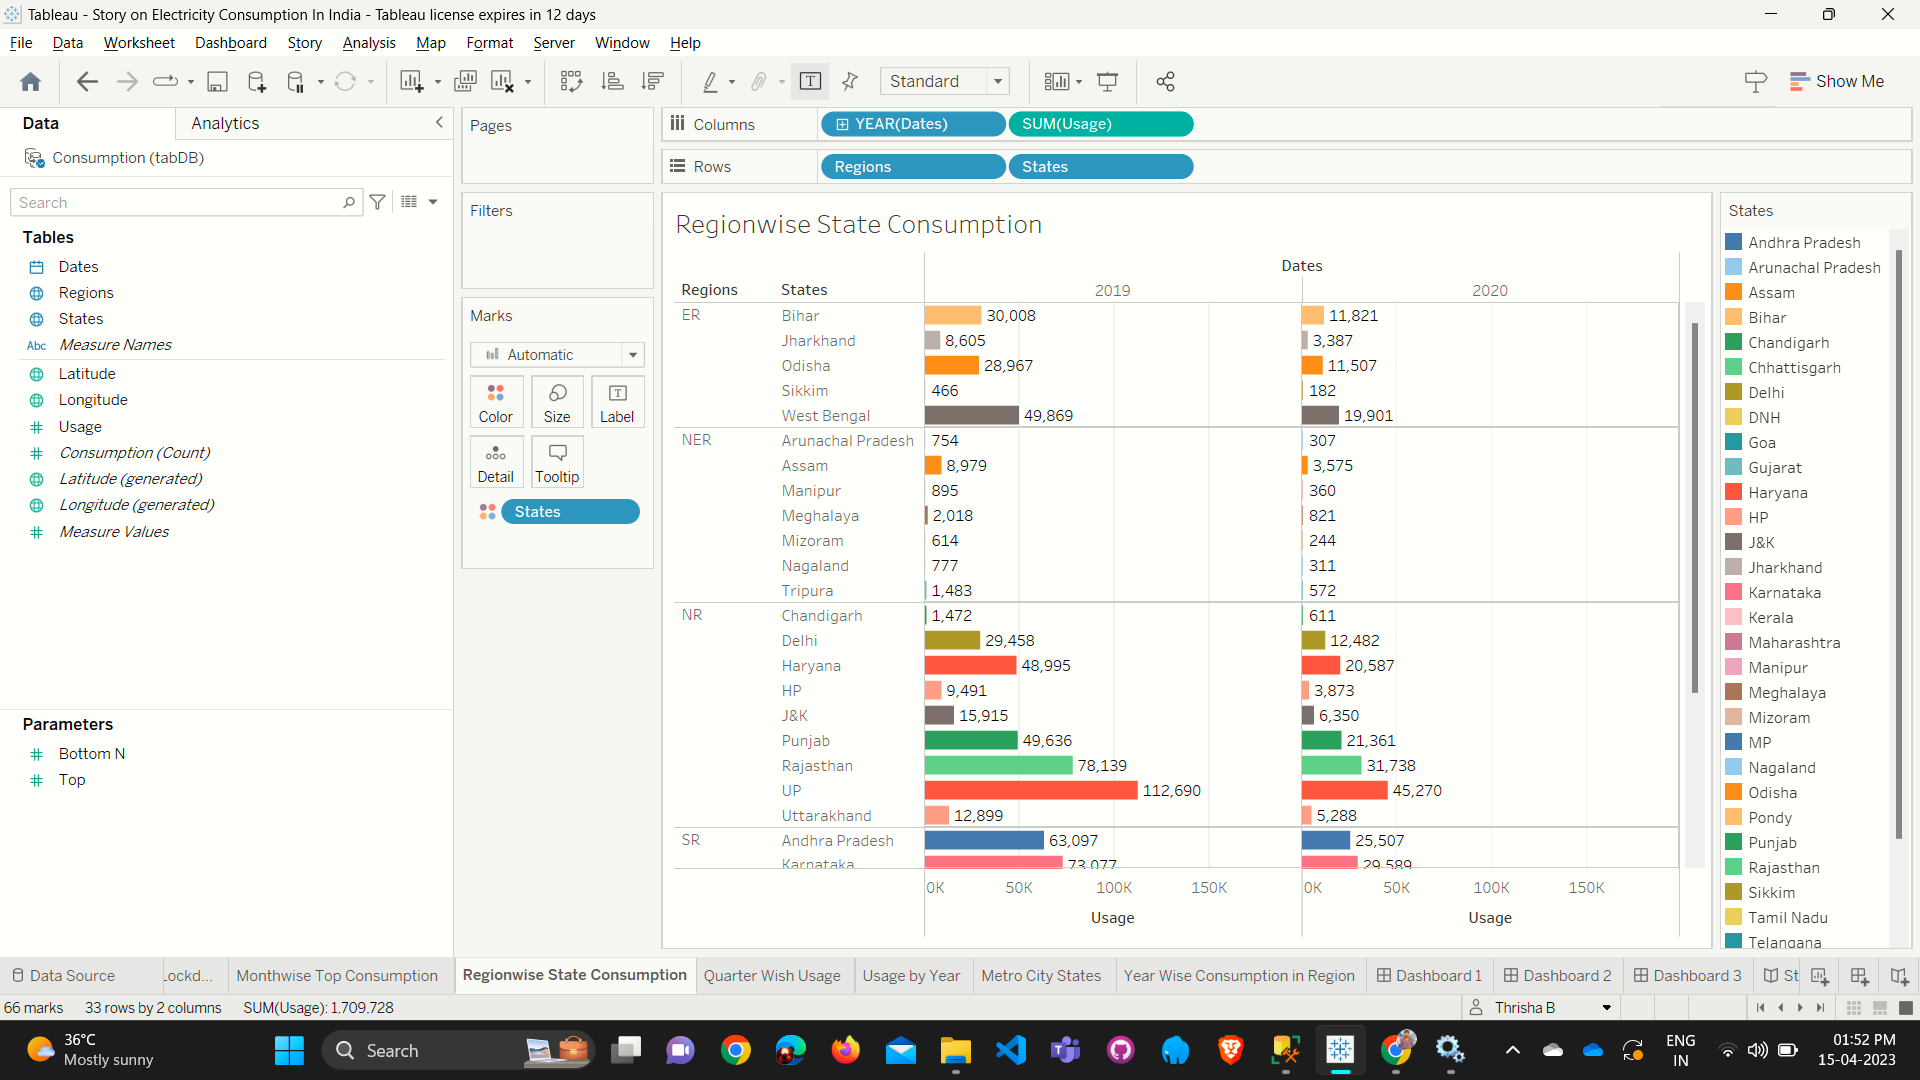 Tableau - Story on Electricity Consumption In India - Tableau license expires in 12 days
File Data Worksheet Dashboard Story Analysis Map Format Server Window Help
Standard
Show Me
Data Analytics
Consumption (tabDB)
Search
Tables
Dates
Regions
States
Abc Measure Names
Latitude
Longitude
Usage
Consumption (Count)
Latitude (generated)
Longitude (generated)
Measure Values
Parameters
Bottom N
Top
Pages
Filters
Marks
Automatic
Color Size Label
Detail Tooltip
States
Columns YEAR(Dates) SUM(Usage)
Rows Regions States
Regionwise State Consumption
Dates
Regions States 2019 2020
ER Bihar 30,008 11,821
Jharkhand 8,605 3,387
Odisha 28,967 11,507
Sikkim 466 182
West Bengal 49,869 19,901
NER Arunachal Pradesh 754 307
Assam 8,979 3,575
Manipur 895 360
Meghalaya 2,018 821
Mizoram 614 244
Nagaland 777 311
Tripura 1,483 572
NR Chandigarh 1,472 611
Delhi 29,458 12,482
Haryana 48,995 20,587
HP 9,491 3,873
J&K 15,915 6,350
Punjab 49,636 21,361
Rajasthan 78,139 31,738
UP 112,690 45,270
Uttarakhand 12,899 5,288
SR Andhra Pradesh 63,097 25,507
Karnataka 73,077 29,589
0K 50K 100K 150K 0K 50K 100K 150K
Usage Usage
States
Andhra Pradesh
Arunachal Pradesh
Assam
Bihar
Chandigarh
Chhattisgarh
Delhi
DNH
Goa
Gujarat
Haryana
HP
J&K
Jharkhand
Karnataka
Kerala
Maharashtra
Manipur
Meghalaya
Mizoram
MP
Nagaland
Odisha
Pondy
Punjab
Rajasthan
Sikkim
Tamil Nadu
Telangana
Data Source .ockd... Monthwise Top Consumption Regionwise State Consumption Quarter Wish Usage Usage by Year Metro City States Year Wise Consumption in Region Dashboard 1 Dashboard 2 Dashboard 3 St
66 marks 33 rows by 2 columns SUM(Usage): 1,709,728 Thrisha B
36°C
Mostly sunny
Search
ENG
IN
01:52 PM
15-04-2023